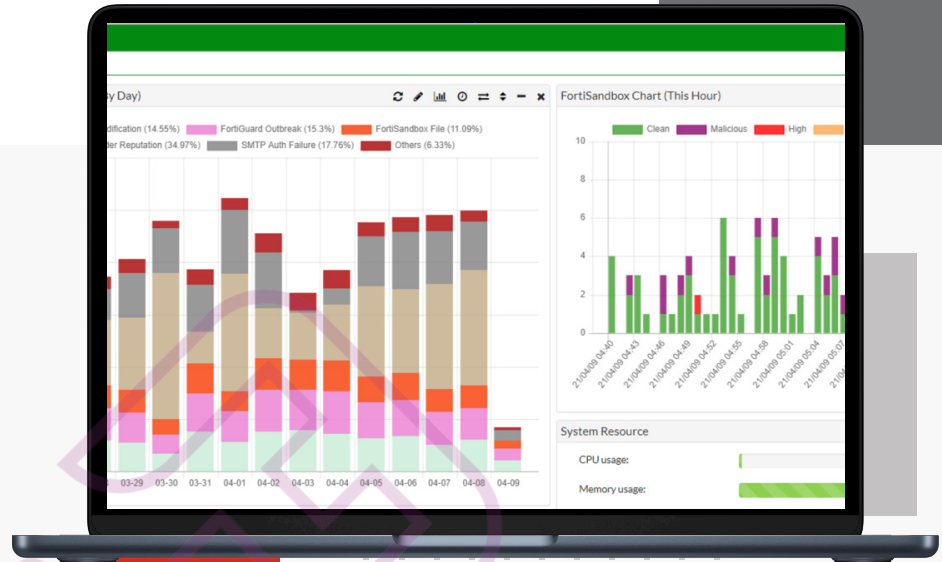 y Day)
dification (14.55%) FortiGuard Outbreak (15.3%) FortiSandbox File (11.09%)
er Reputation (34.97%) SMTP Auth Failure (17.76%) Others (6.33%)
03-29 03-30 03-31 04-01 04-02 04-03 04-04 04-05 04-06 04-07 04-08 04-09
FortiSandbox Chart (This Hour)
Clean Malicious High
10
8
6
4
2
0
21/04/09 04:40 21/04/09 04:43 21/04/09 04:46 21/04/09 04:49 21/04/09 04:52 21/04/09 04:55 21/04/09 04:58 21/04/09 05:01 21/04/09 05:04 21/04/09 05:07
System Resource
CPU usage:
Memory usage: